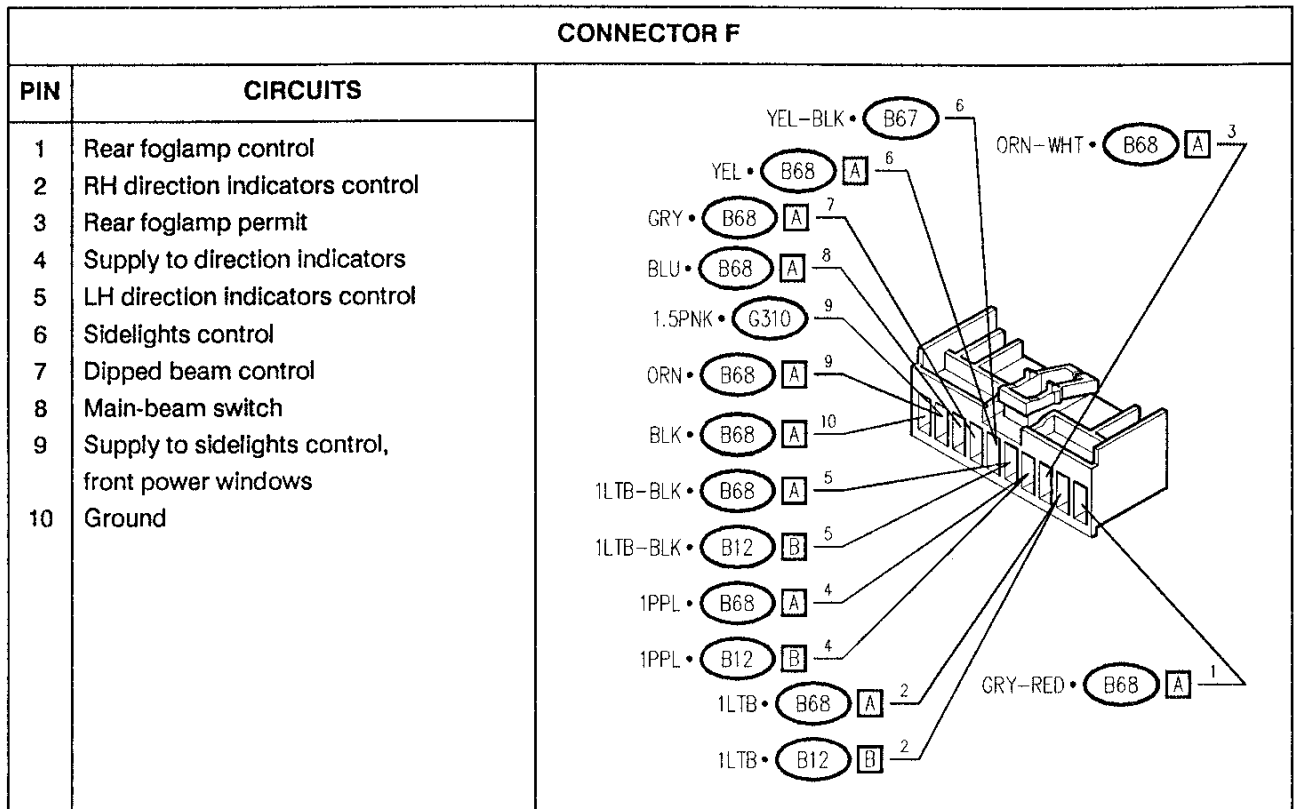 CONNECTOR F
PIN CIRCUITS
1 Rear foglamp control
2 RH direction indicators control
3 Rear foglamp permit
4 Supply to direction indicators
5 LH direction indicators control
6 Sidelights control
7 Dipped beam control
8 Main-beam switch
9 Supply to sidelights control,
front power windows
10 Ground
YEL-BLK • B67 6
ORN-WHT • B68 A 3
YEL • B68 A 6
GRY • B68 A 7
BLU • B68 A 8
1.5PNK • G310 9
ORN • B68 A 9
BLK • B68 A 10
1LTB-BLK • B68 A 5
1LTB-BLK • B12 B 5
1PPL • B68 A 4
1PPL • B12 B 4
GRY-RED • B68 A 1
1LTB • B68 A 2
1LTB • B12 B 2